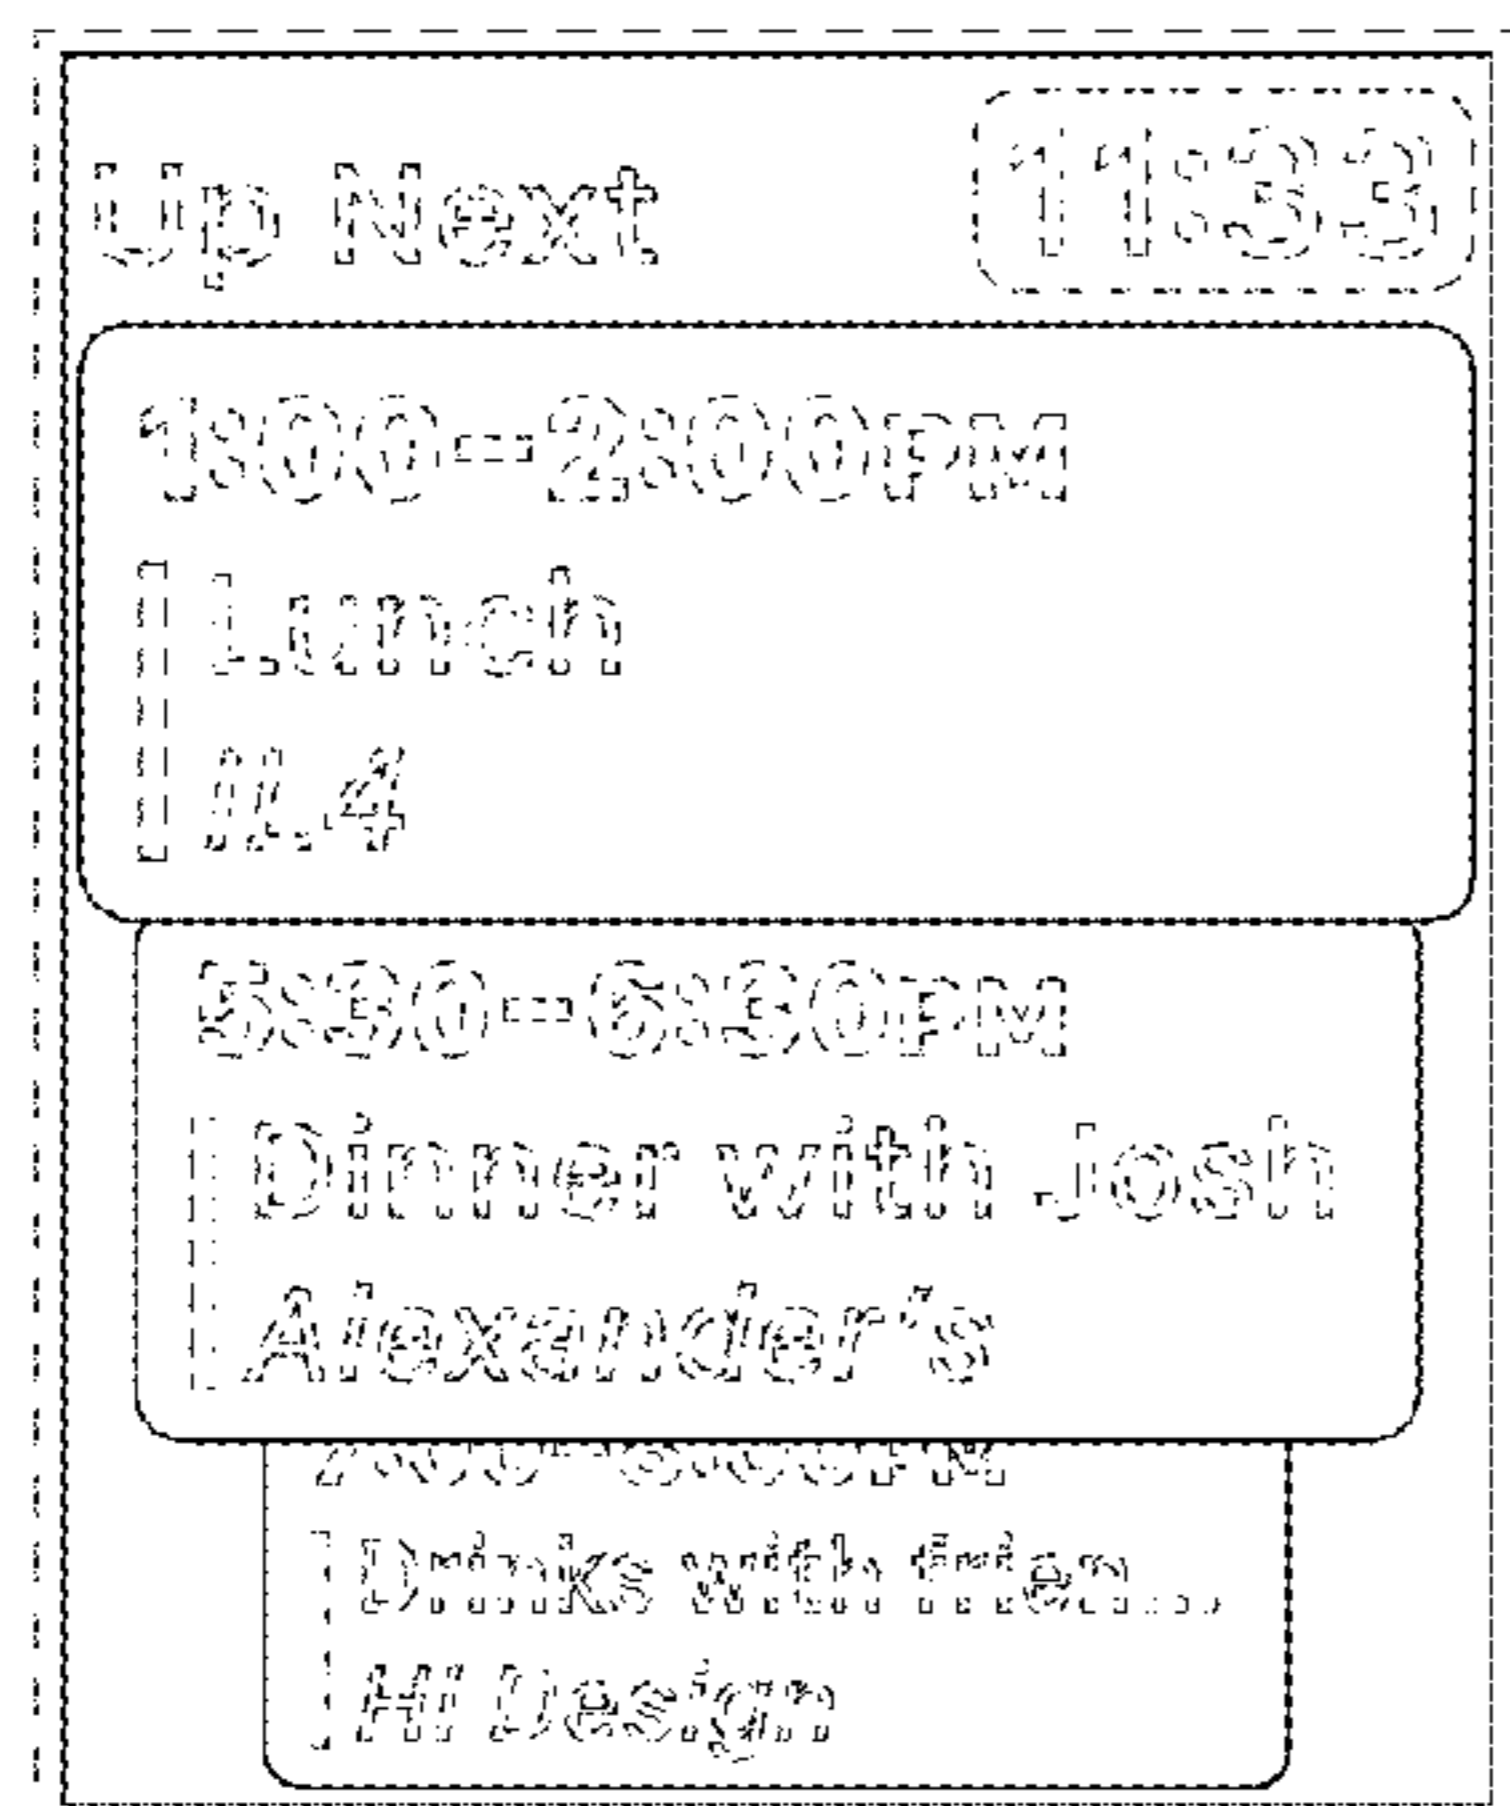 Up Next 11:33
1:00–2:00PM
Lunch
IL4
5:30–6:30PM
Dinner with Josh
Alexander's
Drinks with frien...
HI Design